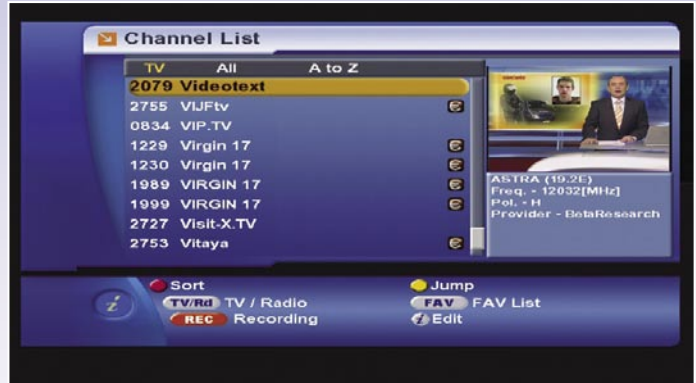 Channel List
TV All A to Z
2079 Videotext
2755 VIJFtv
0834 VIP.TV
1229 Virgin 17
1230 Virgin 17
1989 VIRGIN 17
1999 VIRGIN 17
2727 Visit-X.TV
2753 Vitaya
ASTRA (19.2E)
Freq. - 12032[MHz]
Pol. - H
Provider - BetaResearch
Sort
Jump
TV/Rd TV / Radio
FAV FAV List
REC Recording
i Edit
i